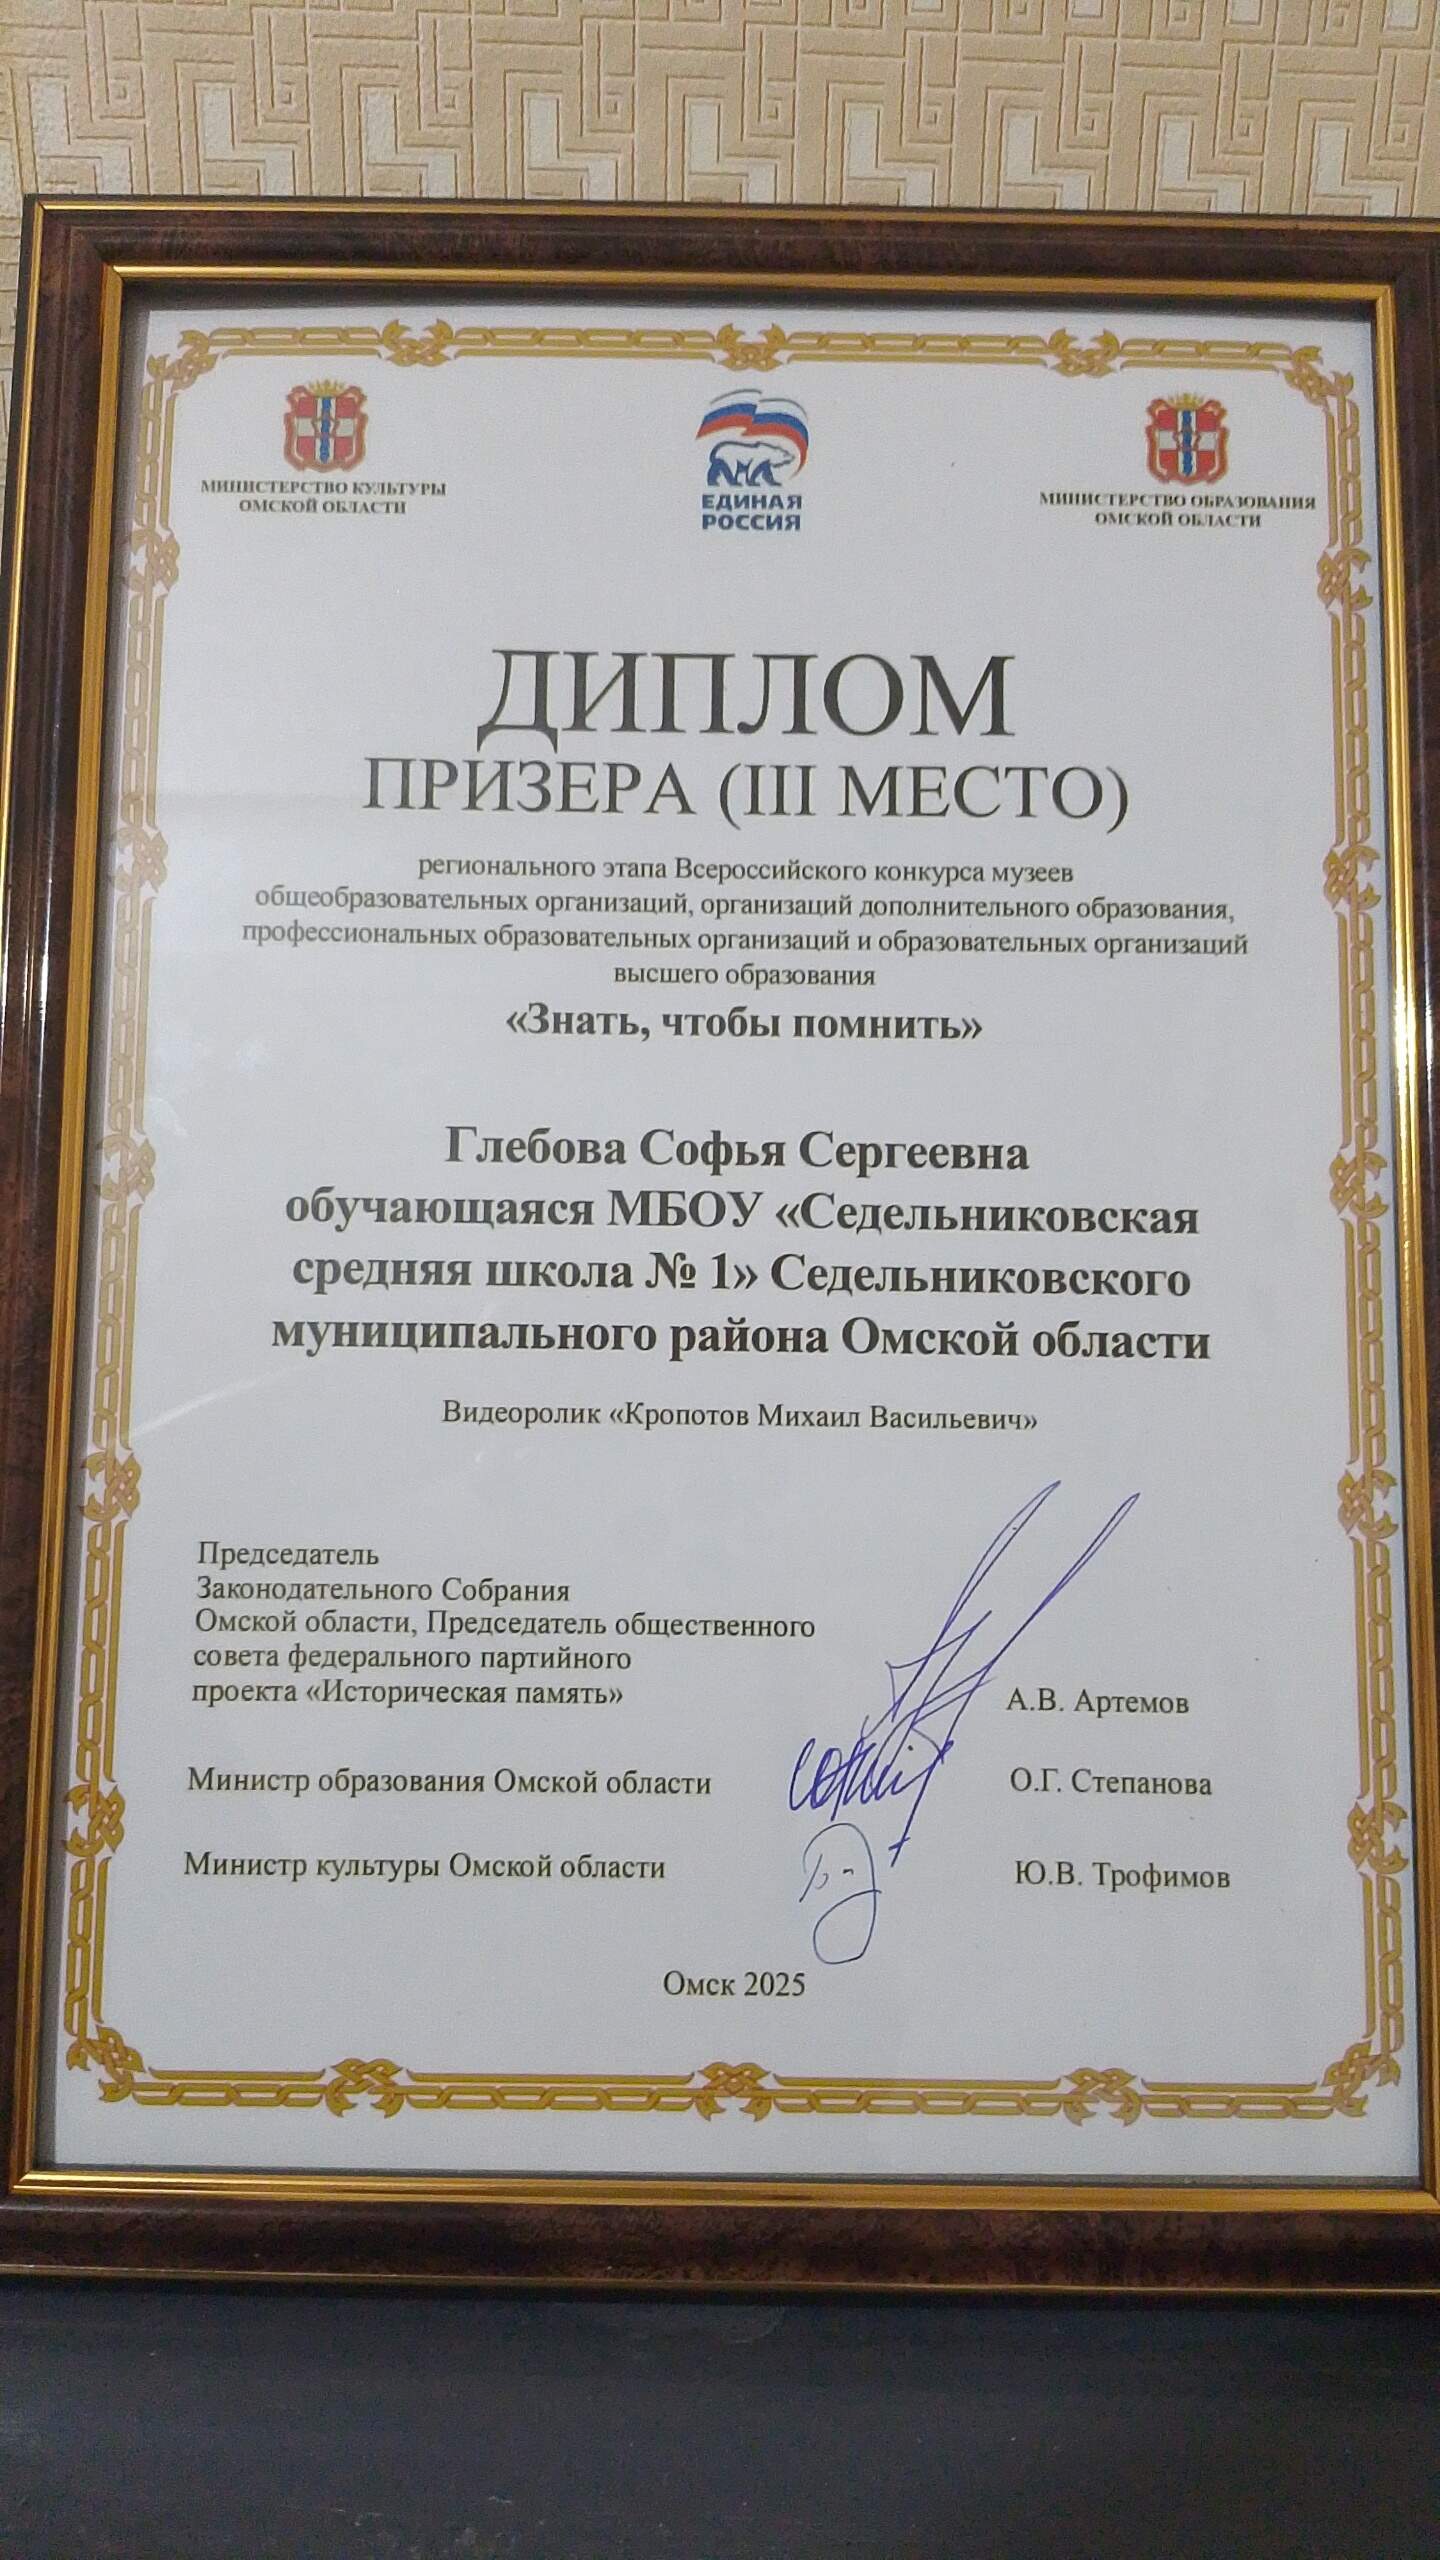 МИНИСТЕРСТВО КУЛЬТУРЫ
ОМСКОЙ ОБЛАСТИ
ЕДИНАЯ
РОССИЯ
МИНИСТЕРСТВО ОБРАЗОВАНИЯ
ОМСКОЙ ОБЛАСТИ
ДИПЛОМ
ПРИЗЕРА (III МЕСТО)
регионального этапа Всероссийского конкурса музеев
общеобразовательных организаций, организаций дополнительного образования,
профессиональных образовательных организаций и образовательных организаций
высшего образования
«Знать, чтобы помнить»
Глебова Софья Сергеевна
обучающаяся МБОУ «Седельниковская
средняя школа № 1» Седельниковского
муниципального района Омской области
Видеоролик «Кропотов Михаил Васильевич»
Председатель
Законодательного Собрания
Омской области, Председатель общественного
совета федерального партийного
проекта «Историческая память»
А.В. Артемов
Министр образования Омской области
О.Г. Степанова
Министр культуры Омской области
Ю.В. Трофимов
Омск 2025